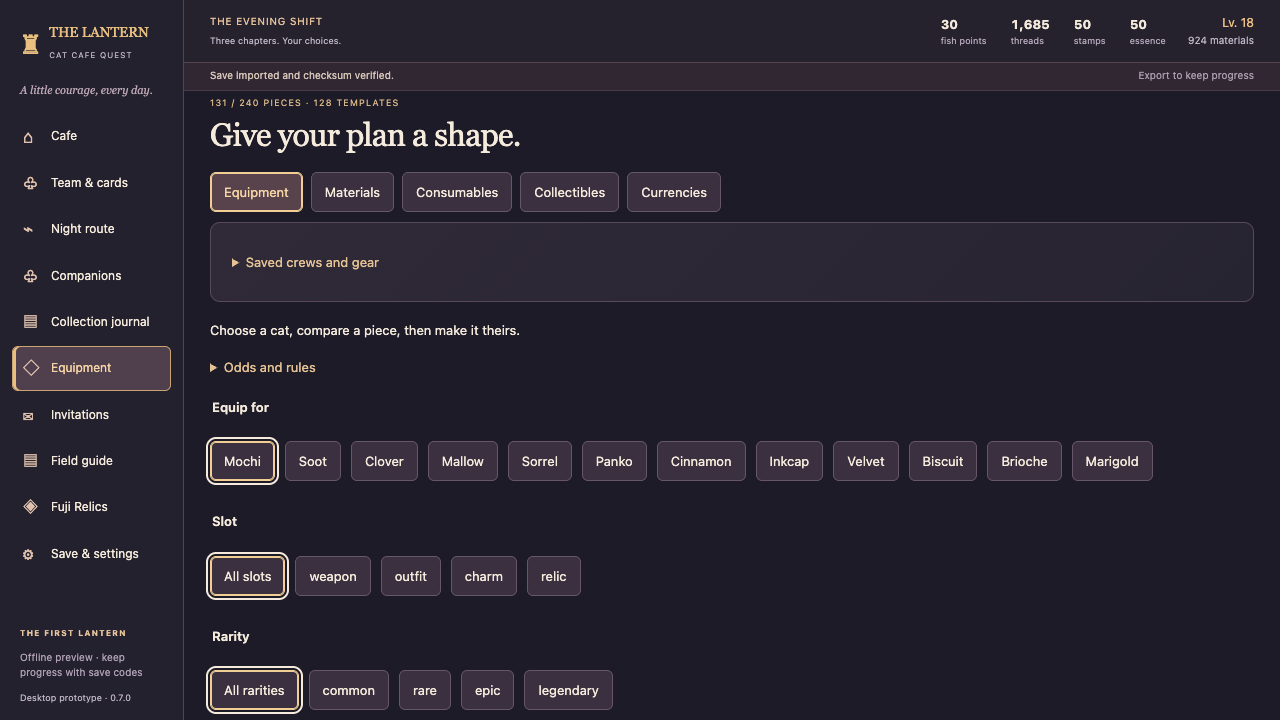 THE LANTERN
CAT CAFE QUEST
A little courage, every day.
Cafe
Team & cards
Night route
Companions
Collection journal
Equipment
Invitations
Field guide
Fuji Relics
Save & settings
THE FIRST LANTERN
Offline preview · keep
progress with save codes
Desktop prototype · 0.7.0
THE EVENING SHIFT
Three chapters. Your choices.
30
fish points
1,685
threads
50
stamps
50
essence
Lv. 18
924 materials
Save imported and checksum verified.
Export to keep progress
131 / 240 PIECES · 128 TEMPLATES
Give your plan a shape.
Equipment
Materials
Consumables
Collectibles
Currencies
Saved crews and gear
Choose a cat, compare a piece, then make it theirs.
Odds and rules
Equip for
Mochi
Soot
Clover
Mallow
Sorrel
Panko
Cinnamon
Inkcap
Velvet
Biscuit
Brioche
Marigold
Slot
All slots
weapon
outfit
charm
relic
Rarity
All rarities
common
rare
epic
legendary